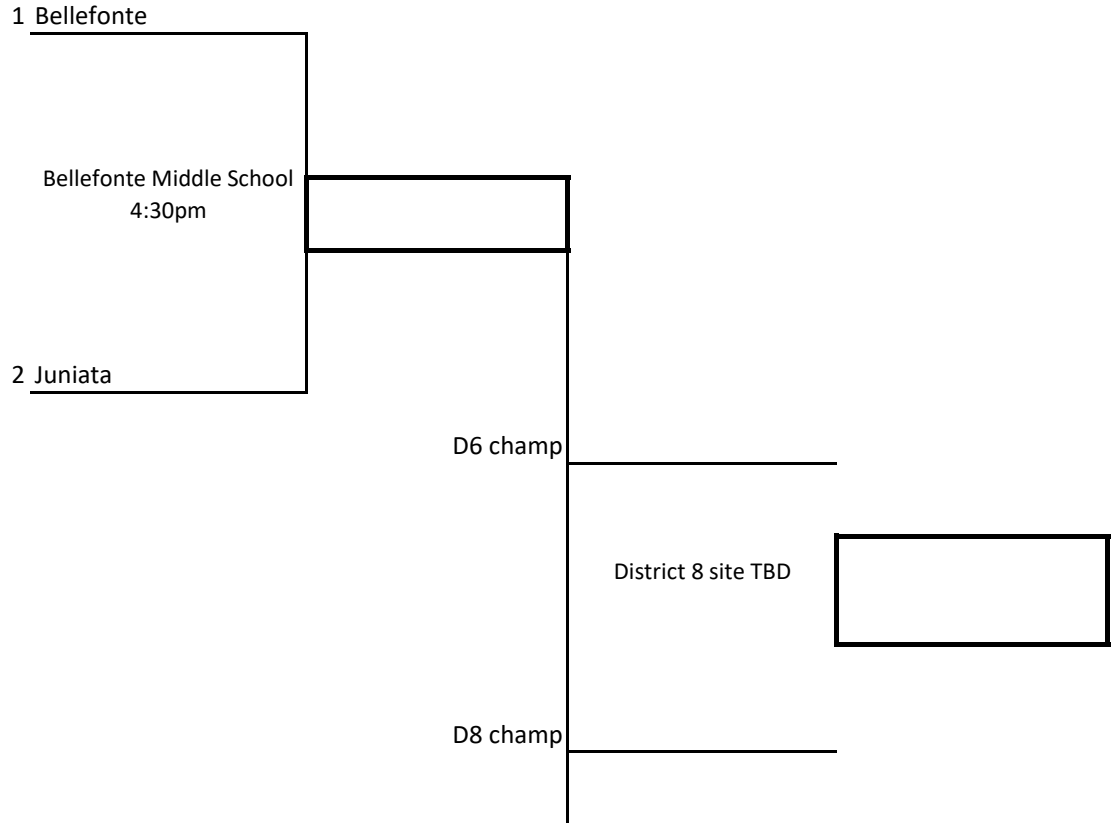 1 Bellefonte
Bellefonte Middle School
4:30pm
2 Juniata
D6 champ
District 8 site TBD
D8 champ